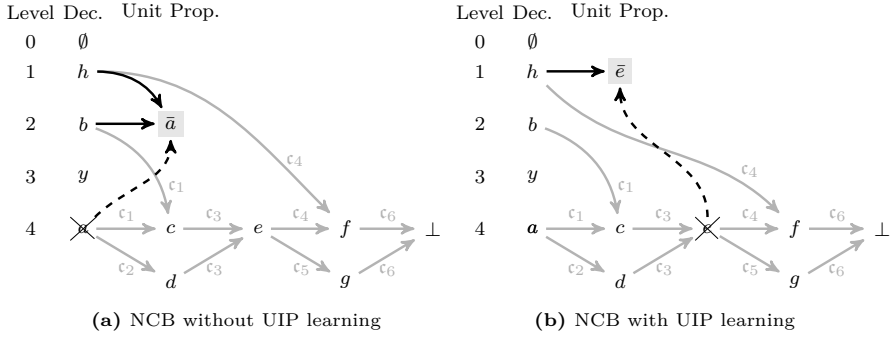 Level Dec. Unit Prop. Level Dec. Unit Prop.
0 ∅ 0 ∅
1 h 1 h ē
2 b ā 2 b
𝔠4 𝔠4
𝔠1 𝔠1
3 y 3 y
4 a 𝔠1 c 𝔠3 e 𝔠4 f 𝔠6 ⊥ 4 a 𝔠1 c 𝔠3 e 𝔠4 f 𝔠6 ⊥
𝔠2 𝔠3 𝔠5 𝔠6 𝔠2 𝔠3 𝔠5 𝔠6
d g d g
(a) NCB without UIP learning (b) NCB with UIP learning